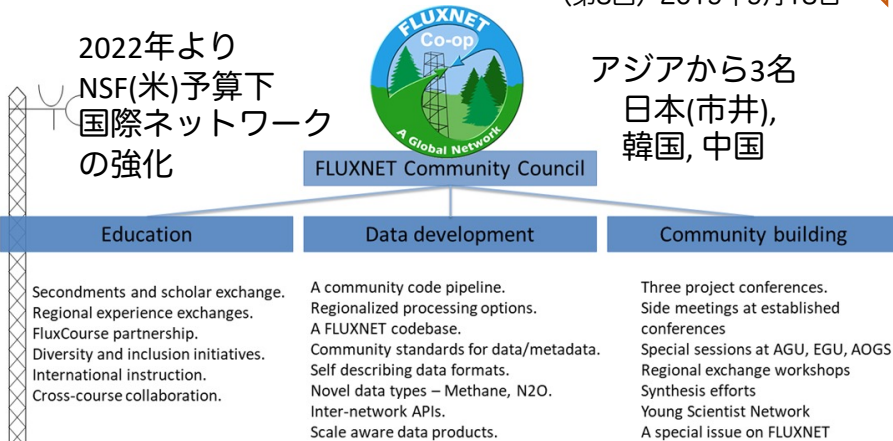 2022年より
NSF(米)予算下
国際ネットワーク
の強化
FLUXNET
Co-op
A Global Network
アジアから3名
日本(市井),
韓国, 中国
FLUXNET Community Council
Education
Secondments and scholar exchange.
Regional experience exchanges.
FluxCourse partnership.
Diversity and inclusion initiatives.
International instruction.
Cross-course collaboration.
Data development
A community code pipeline.
Regionalized processing options.
A FLUXNET codebase.
Community standards for data/metadata.
Self describing data formats.
Novel data types – Methane, N2O.
Inter-network APIs.
Scale aware data products.
Community building
Three project conferences.
Side meetings at established
conferences
Special sessions at AGU, EGU, AOGS
Regional exchange workshops
Synthesis efforts
Young Scientist Network
A special issue on FLUXNET